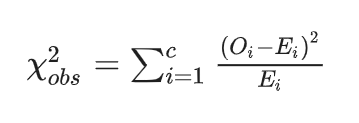 χ²_obs = ∑_{i=1}^{c} (O_i−E_i)² / E_i